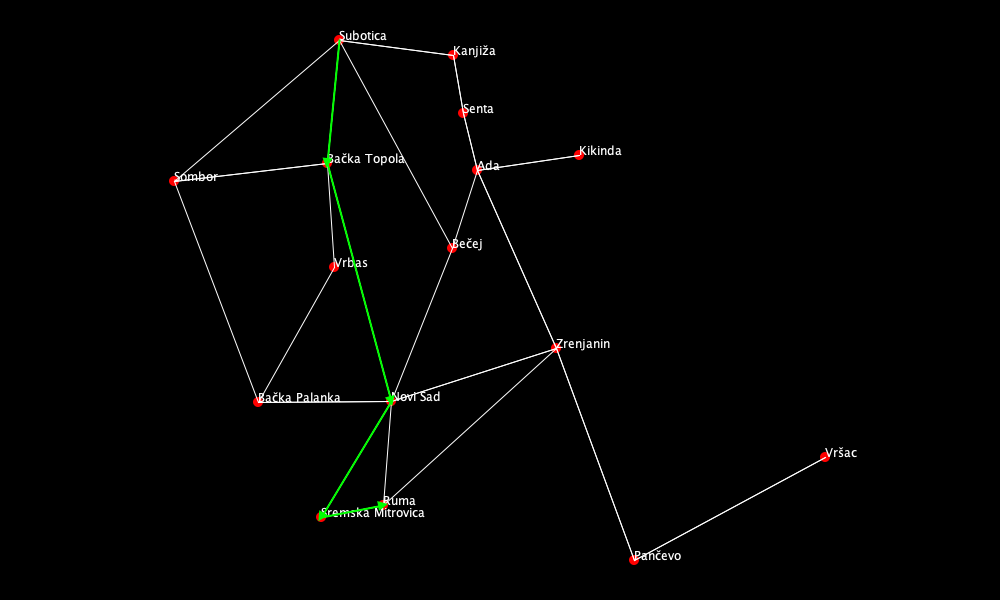 Subotica
Kanjiža
Senta
Kikinda
Bačka Topola
Ada
Sombor
Bečej
Vrbas
Zrenjanin
Bačka Palanka
Novi Sad
Vršac
Ruma
Sremska Mitrovica
Pančevo